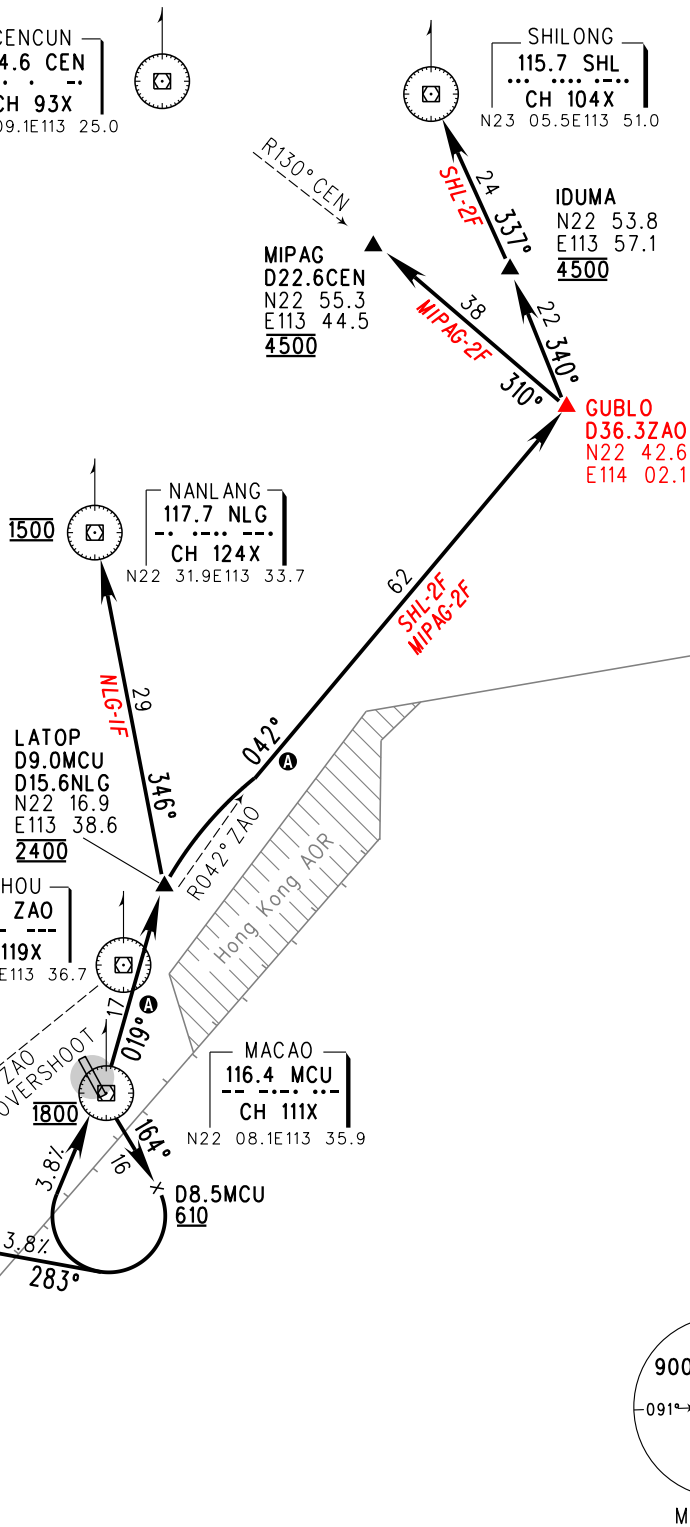 CENCUN
4.6 CEN
CH 93X
09.1E113 25.0
SHILONG
115.7 SHL
CH 104X
N23 05.5E113 51.0
R130° CEN
24
337°
SHL-2F
IDUMA
N22 53.8
E113 57.1
4500
MIPAG
D22.6CEN
N22 55.3
E113 44.5
4500
38
MIPAG-2F
310°
22
340°
GUBLO
D36.3ZAO
N22 42.6
E114 02.1
1500
NANLANG
117.7 NLG
CH 124X
N22 31.9E113 33.7
62
SHL-2F
MIPAG-2F
29
NLG-1F
346°
042°
A
R042° ZAO
LATOP
D9.0MCU
D15.6NLG
N22 16.9
E113 38.6
2400
Hong Kong AOR
HOU
ZAO
119X
E113 36.7
17
019°
A
ZAO
OVERSHOOT
1800
MACAO
116.4 MCU
CH 111X
N22 08.1E113 35.9
164°
16
D8.5MCU
610
3.8%
3.8%
283°
900
091°
M